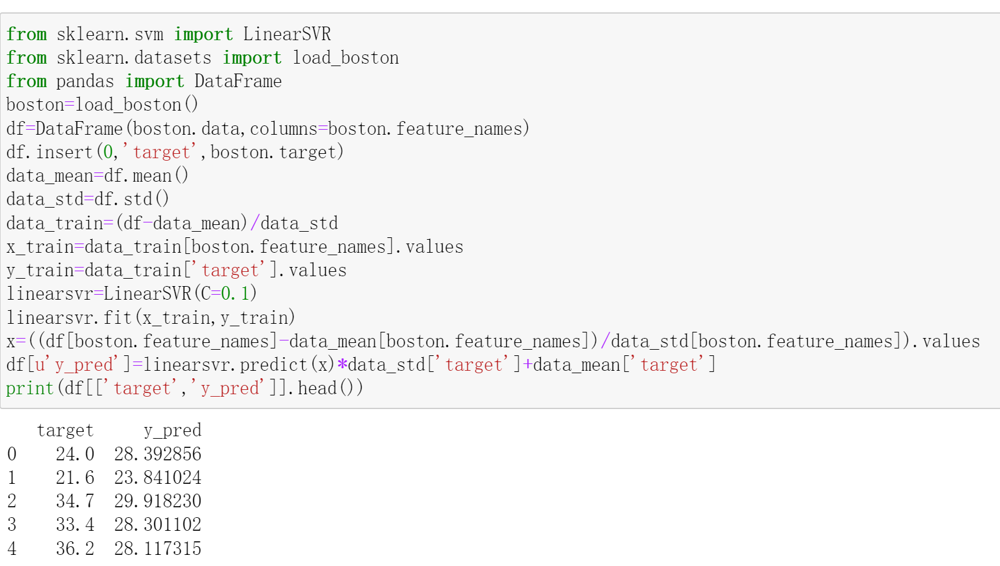 from sklearn.svm import LinearSVR
from sklearn.datasets import load_boston
from pandas import DataFrame
boston=load_boston()
df=DataFrame(boston.data,columns=boston.feature_names)
df.insert(0,'target',boston.target)
data_mean=df.mean()
data_std=df.std()
data_train=(df-data_mean)/data_std
x_train=data_train[boston.feature_names].values
y_train=data_train['target'].values
linearsvr=LinearSVR(C=0.1)
linearsvr.fit(x_train,y_train)
x=((df[boston.feature_names]-data_mean[boston.feature_names])/data_std[boston.feature_names]).values
df[u'y_pred']=linearsvr.predict(x)*data_std['target']+data_mean['target']
print(df[['target','y_pred']].head())
   target     y_pred
0    24.0  28.392856
1    21.6  23.841024
2    34.7  29.918230
3    33.4  28.301102
4    36.2  28.117315